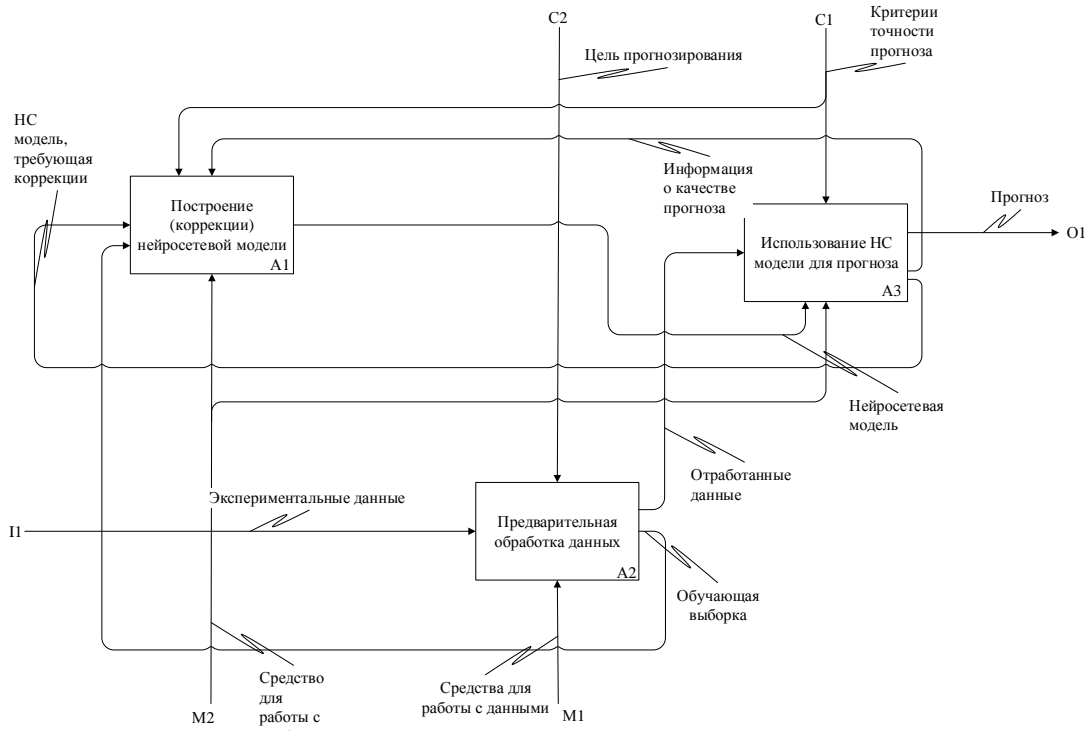 C2
C1
Критерии
точности
прогноза
Цель прогнозирования
НС
модель,
требующая
коррекции
Информация
о качестве
прогноза
Построение
(коррекции)
нейросетевой модели
A1
Прогноз
O1
Использование НС
модели для прогноза
A3
Нейросетевая
модель
Отработанные
данные
Экспериментальные данные
I1
Предварительная
обработка данных
A2
Обучающая
выборка
Средство
для
работы с
Средства для
работы с данными
M2
M1